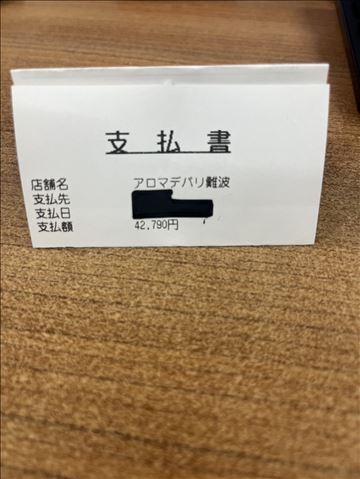 支払書
店舗名 アロマデパリ難波
支払先
支払日
支払額 42,790円